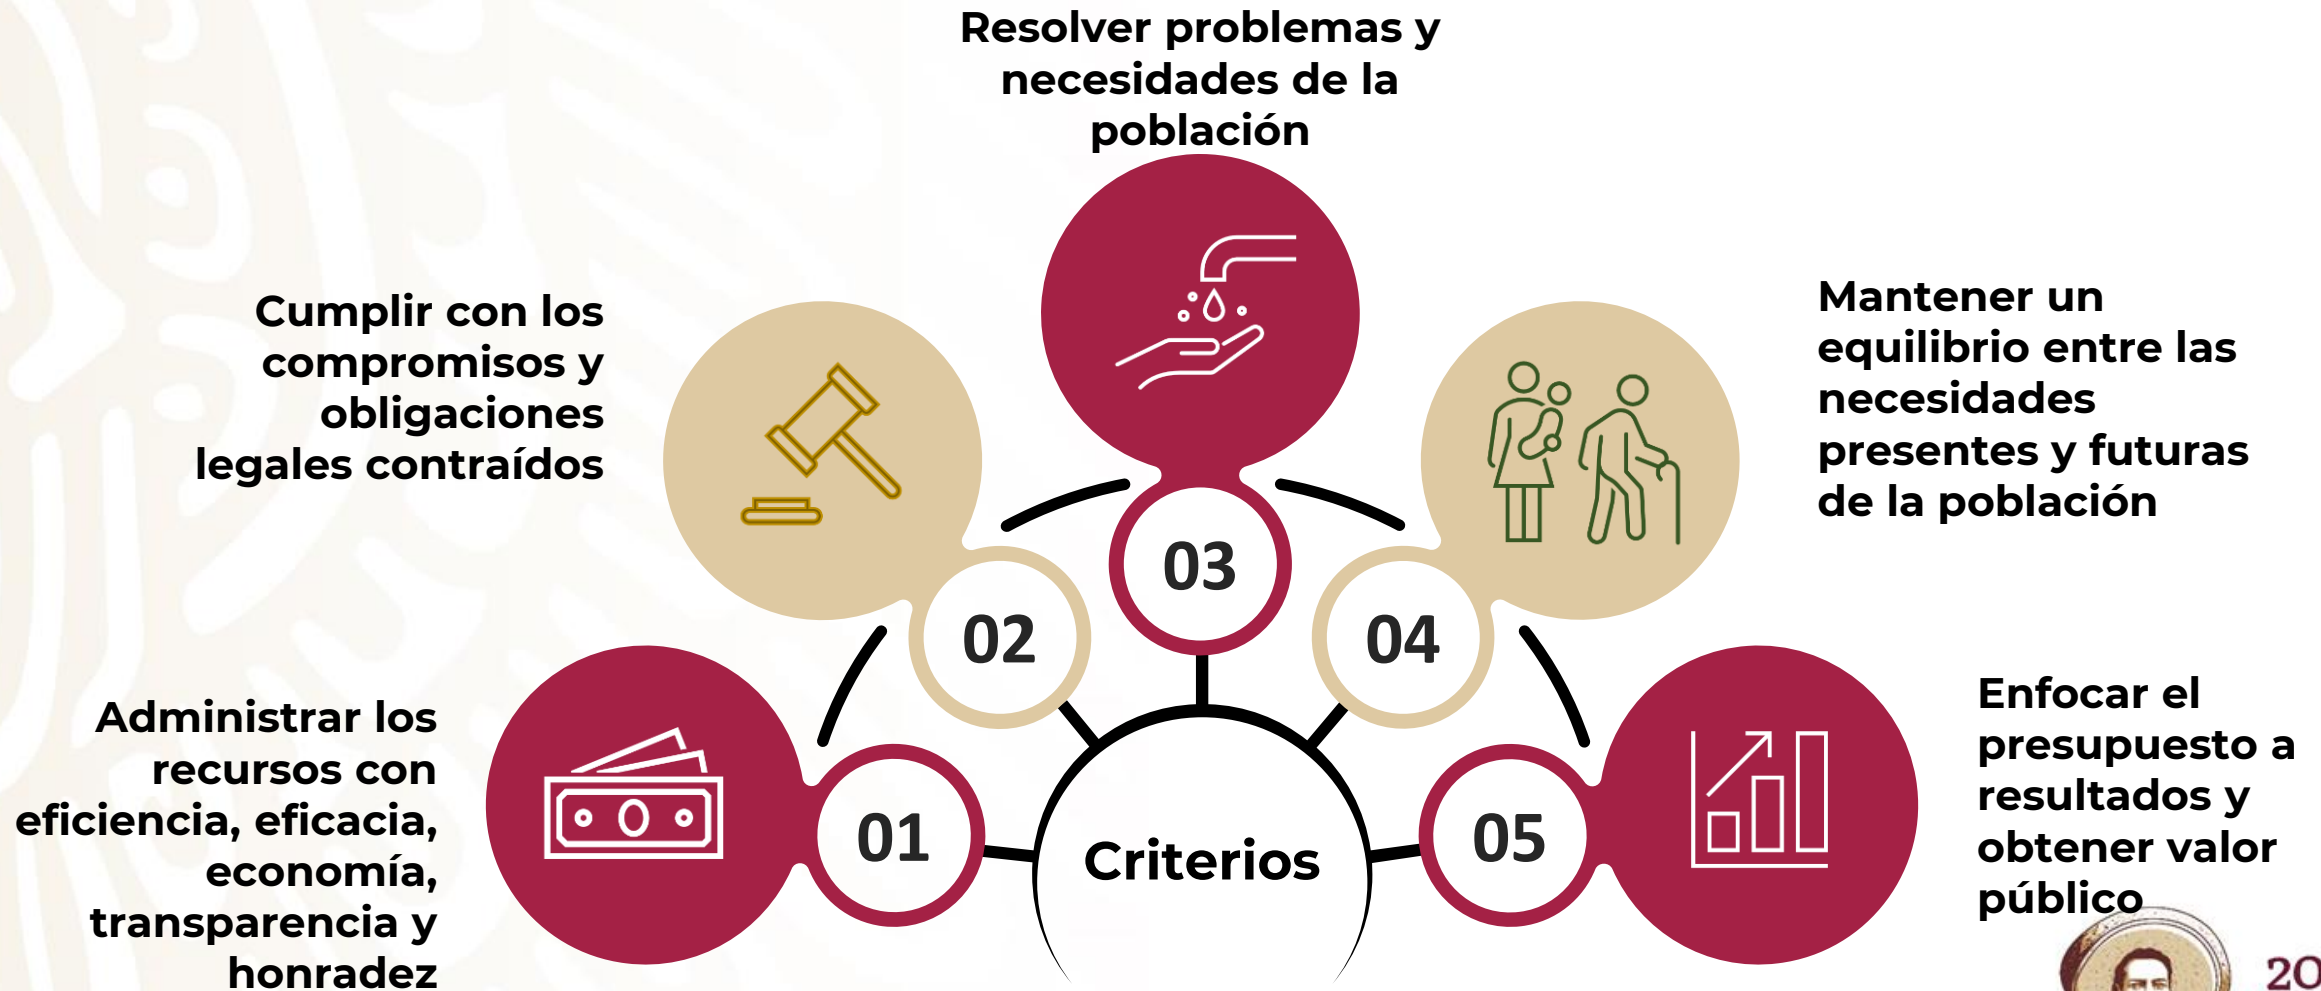 Resolver problemas y
necesidades de la
población
Cumplir con los
compromisos y
obligaciones
legales contraídos
Mantener un
equilibrio entre las
necesidades
presentes y futuras
de la población
03
02
04
Administrar los
recursos con
eficiencia, eficacia,
economía,
transparencia y
honradez
01
Criterios
05
Enfocar el
presupuesto a
resultados y
obtener valor
público
20